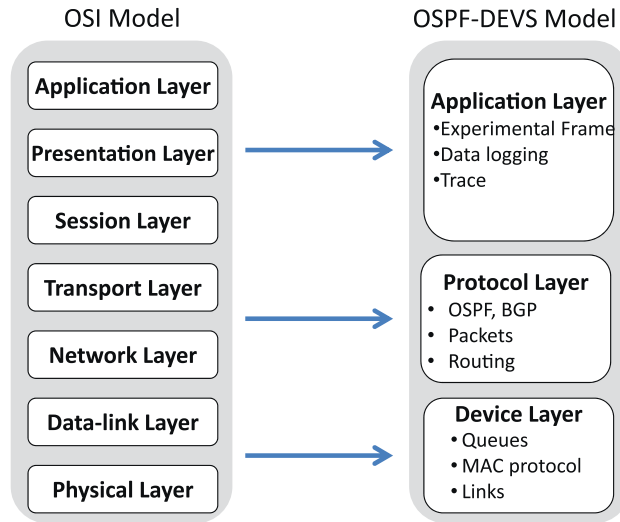 OSI Model
Application Layer
Presentation Layer
Session Layer
Transport Layer
Network Layer
Data-link Layer
Physical Layer
OSPF-DEVS Model
Application Layer
•Experimental Frame
•Data logging
•Trace
Protocol Layer
• OSPF, BGP
• Packets
• Routing
Device Layer
• Queues
• MAC protocol
• Links